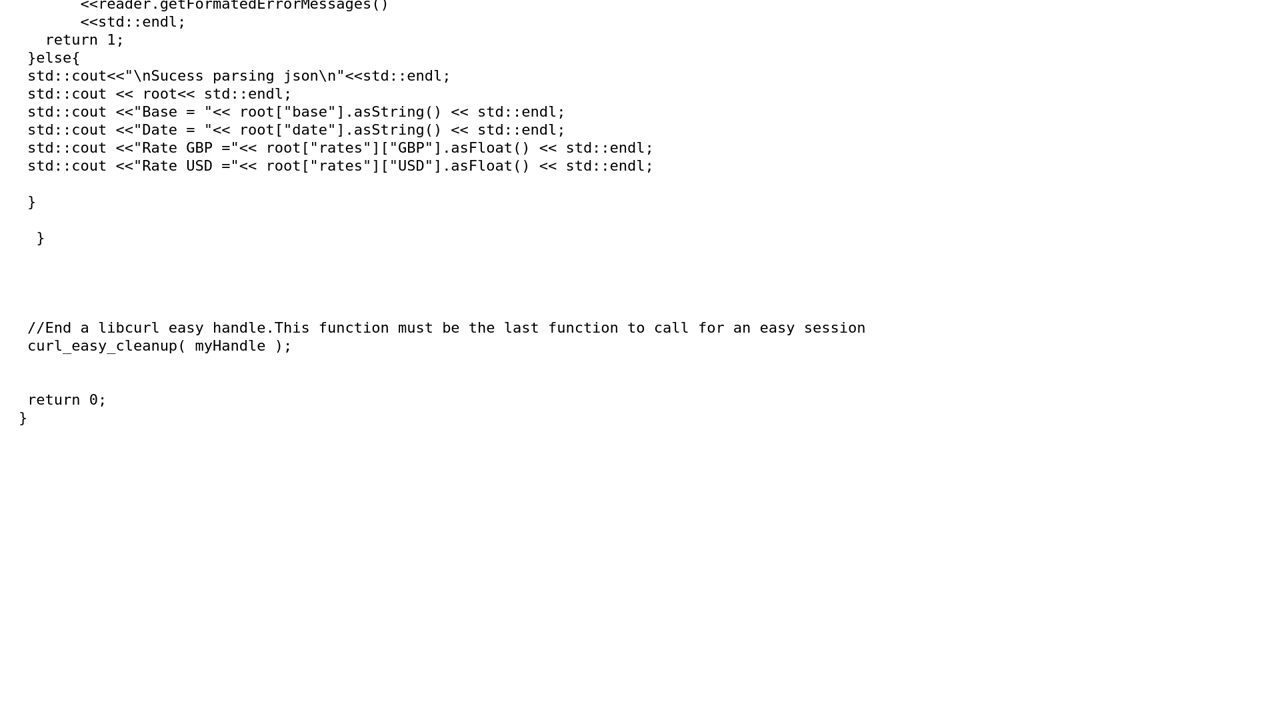 <<reader.getFormatedErrorMessages()
<<std::endl;
return 1;
}else{
std::cout<<"\nSucess parsing json\n"<<std::endl;
std::cout << root<< std::endl;
std::cout <<"Base = "<< root["base"].asString() << std::endl;
std::cout <<"Date = "<< root["date"].asString() << std::endl;
std::cout <<"Rate GBP ="<< root["rates"]["GBP"].asFloat() << std::endl;
std::cout <<"Rate USD ="<< root["rates"]["USD"].asFloat() << std::endl;
}
}
//End a libcurl easy handle.This function must be the last function to call for an easy session
curl_easy_cleanup( myHandle );
return 0;
}